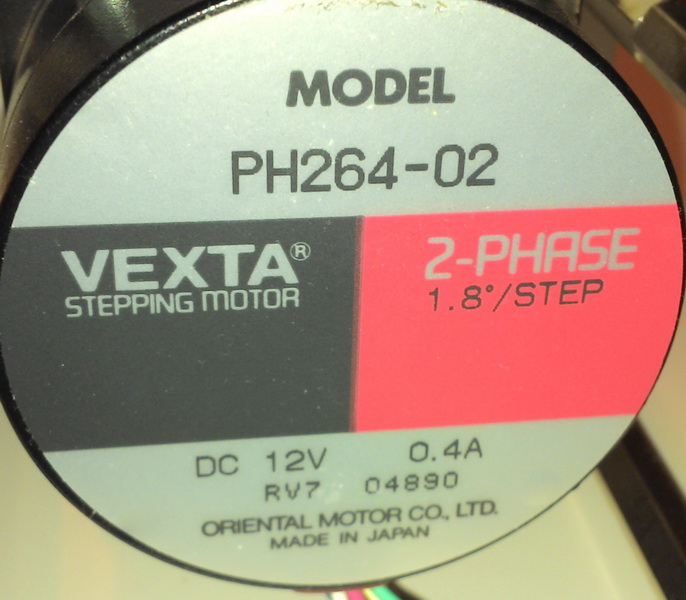 MODEL
PH264-02
VEXTA®
STEPPING MOTOR
2-PHASE
1.8°/STEP
DC 12V 0.4A
RV7 04890
ORIENTAL MOTOR CO., LTD.
MADE IN JAPAN